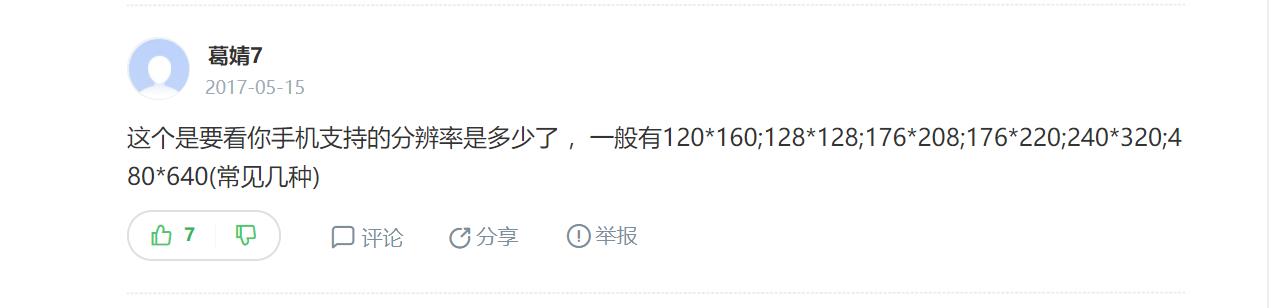 葛婧7
2017-05-15
这个是要看你手机支持的分辨率是多少了，一般有120*160;128*128;176*208;176*220;240*320;4
80*640(常见几种)
7 评论 分享 举报